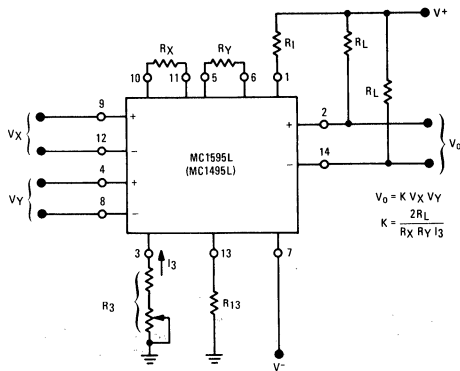 V+
RX
RY
RI
RL
RL
10
11
5
6
1
9
+
2
+
VX
12
−
MC1595L
(MC1495L)
14
−
Vo
4
+
VY
8
−
Vo = K VX VY
K = 2RL / RX RY I3
3
I3
13
7
R3
R13
V−